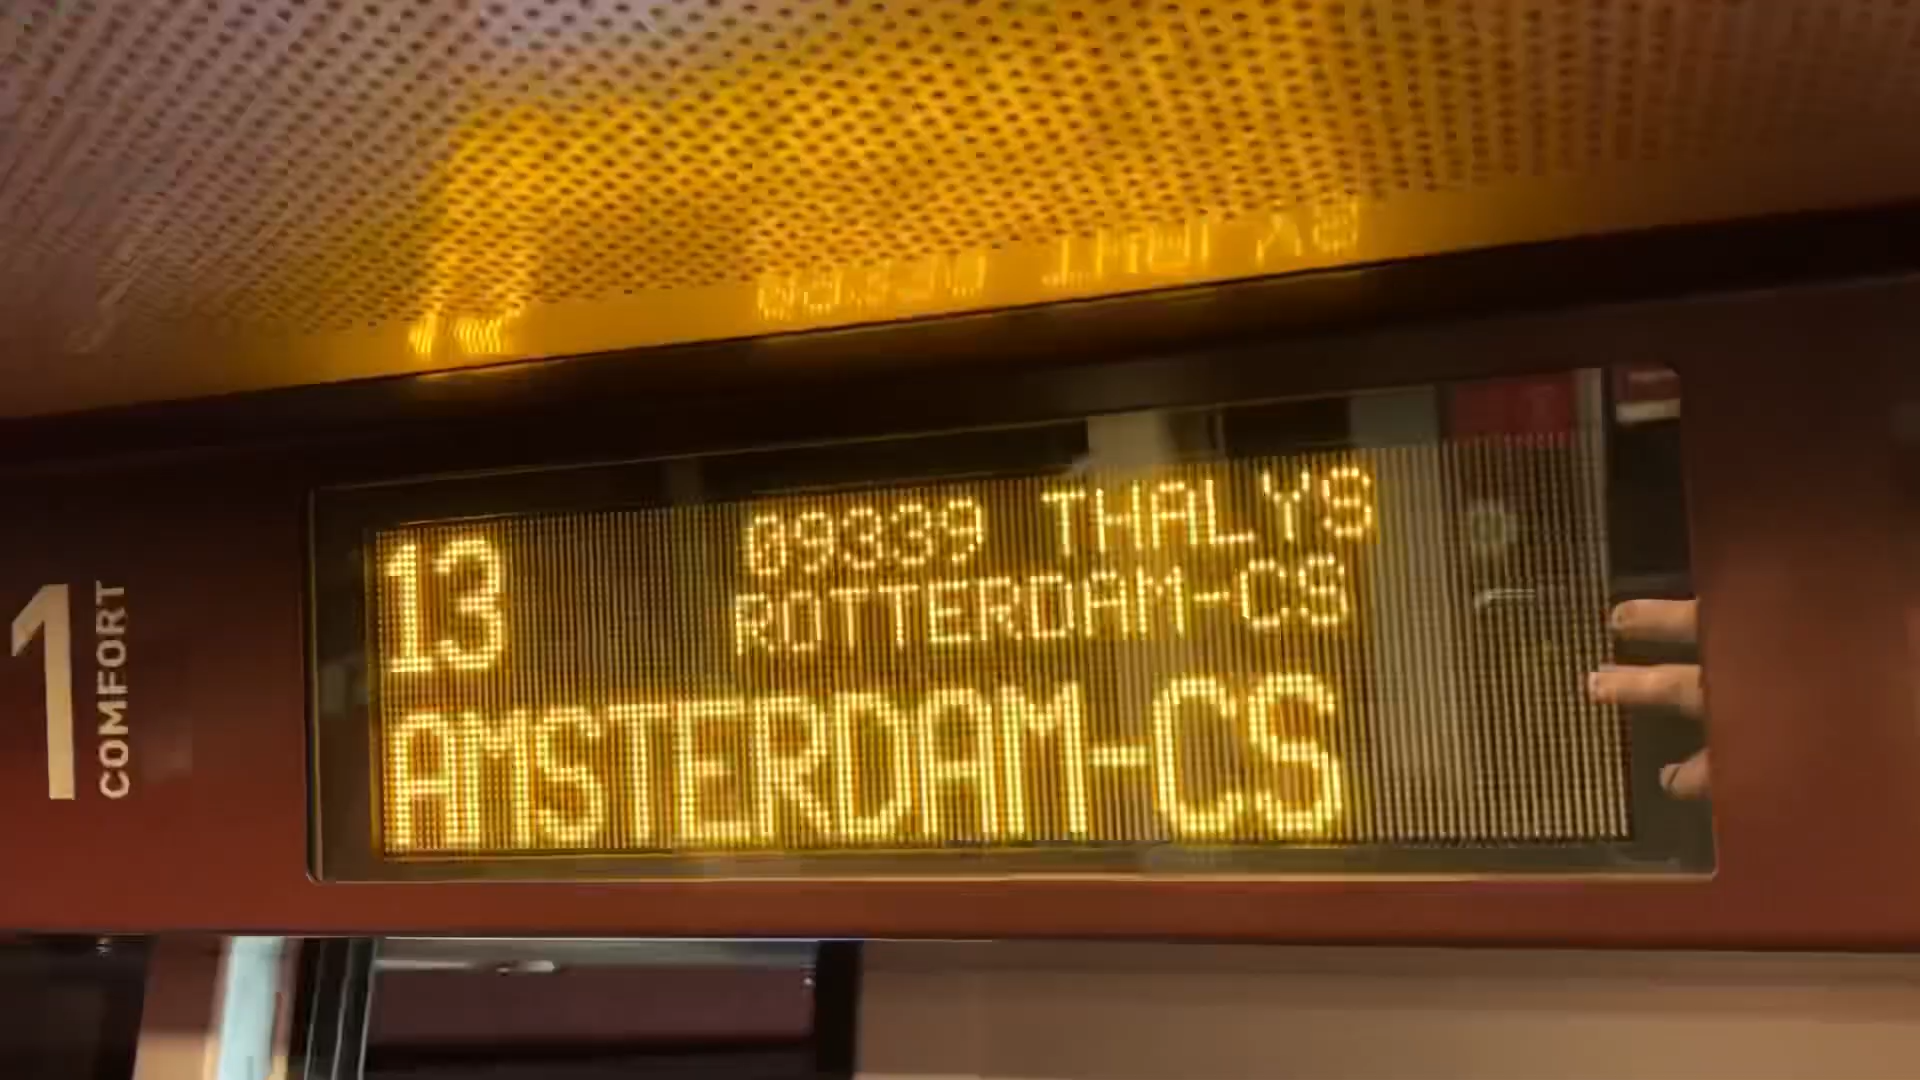 1
COMFORT
13
09339 THALYS
ROTTERDAM-CS
AMSTERDAM-CS